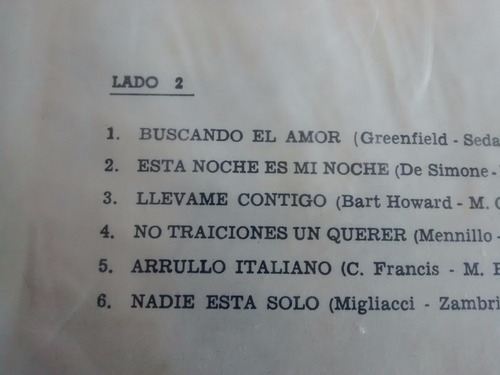 LADO 2
1. BUSCANDO EL AMOR (Greenfield - Seda
2. ESTA NOCHE ES MI NOCHE (De Simone -
3. LLEVAME CONTIGO (Bart Howard - M.
4. NO TRAICIONES UN QUERER (Mennillo -
5. ARRULLO ITALIANO (C. Francis - M.
6. NADIE ESTA SOLO (Migliacci - Zambri